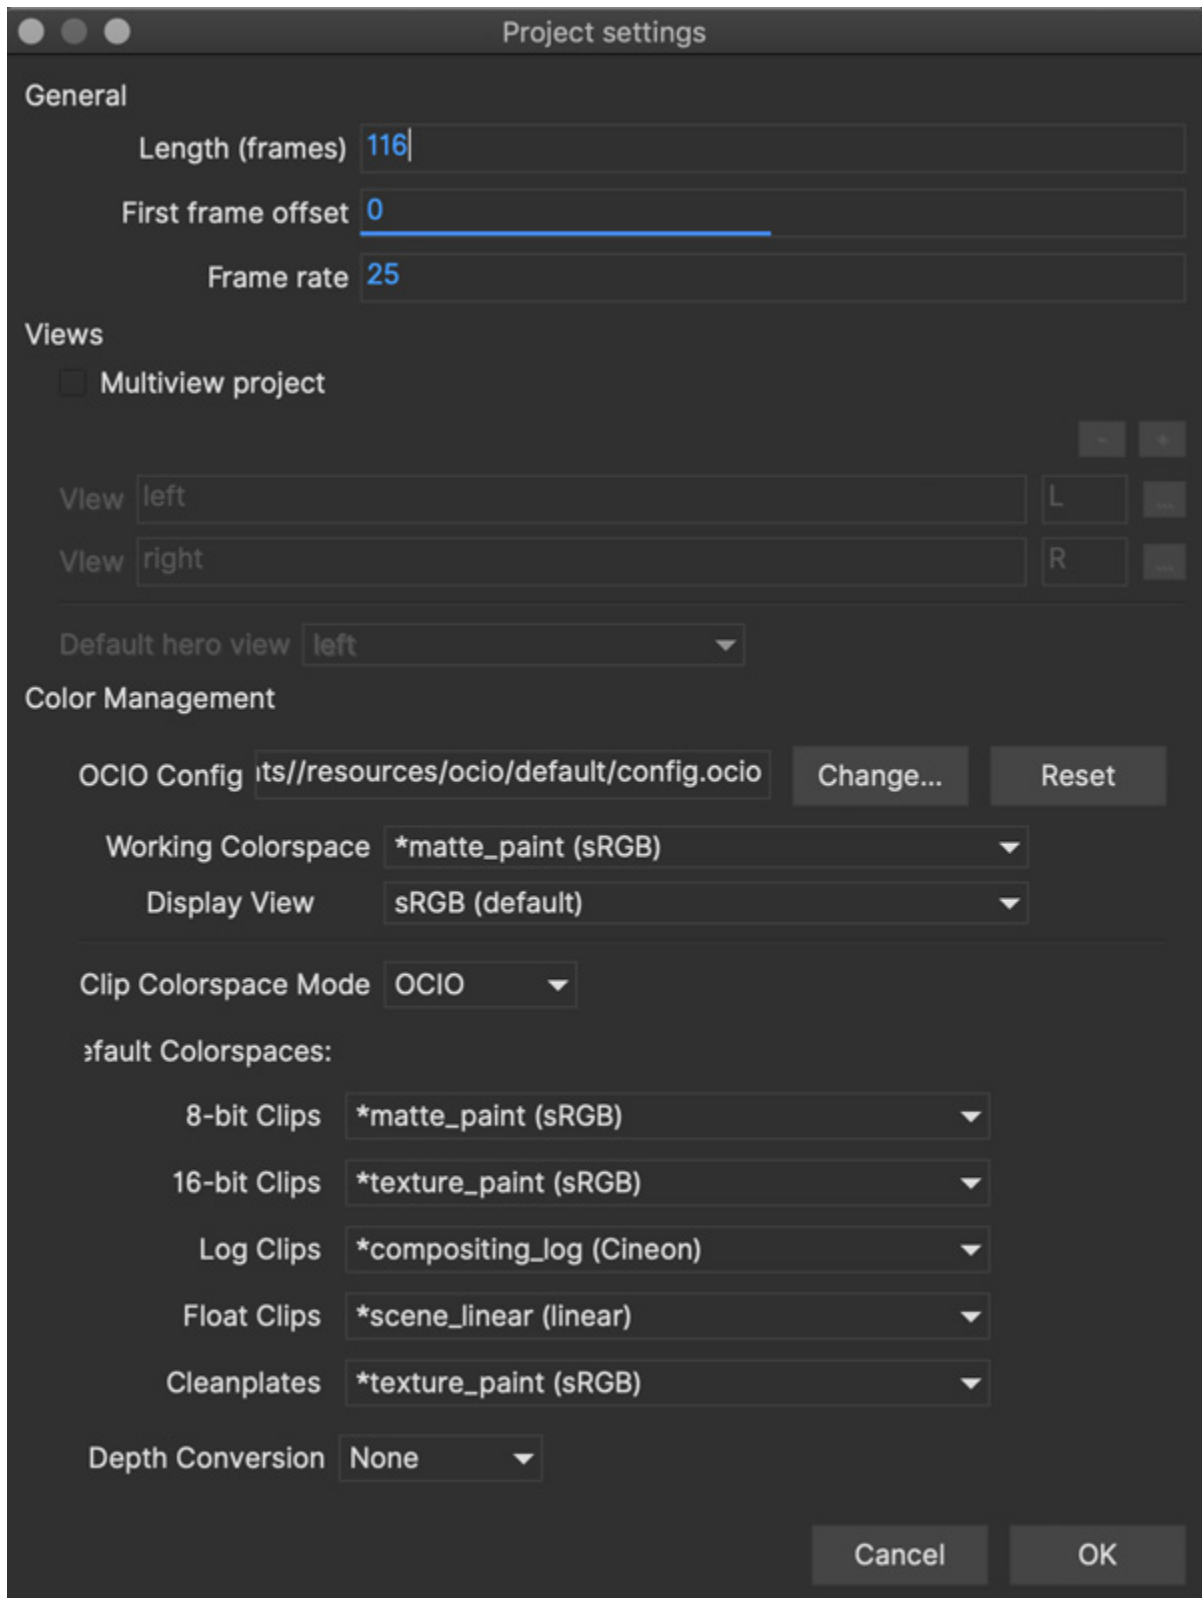 Project settings
General
Length (frames) 116
First frame offset 0
Frame rate 25
Views
Multiview project
- +
VIew left L ...
VIew right R ...
Default hero view left
Color Management
OCIO Config ıts//resources/ocio/default/config.ocio Change... Reset
Working Colorspace *matte_paint (sRGB)
Display View sRGB (default)
Clip Colorspace Mode OCIO
efault Colorspaces:
8-bit Clips *matte_paint (sRGB)
16-bit Clips *texture_paint (sRGB)
Log Clips *compositing_log (Cineon)
Float Clips *scene_linear (linear)
Cleanplates *texture_paint (sRGB)
Depth Conversion None
Cancel OK